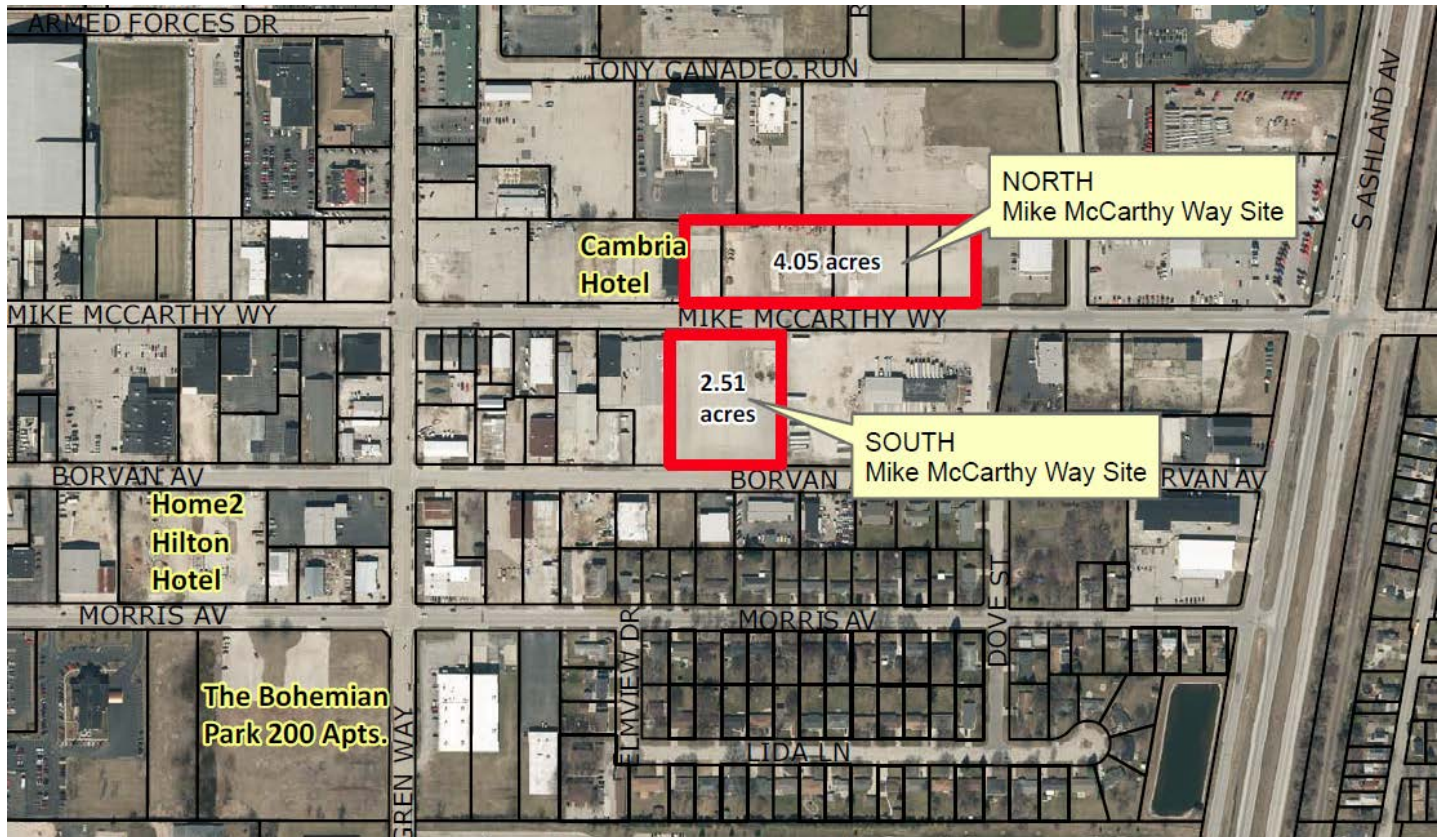 ARMED FORCES DR
TONY CANADEO RUN
S ASHLAND AV
NORTH
Mike McCarthy Way Site
Cambria
Hotel
4.05 acres
MIKE MCCARTHY WY
MIKE MCCARTHY WY
2.51
acres
SOUTH
Mike McCarthy Way Site
BORVAN AV
BORVAN
RVAN AV
Home2
Hilton
Hotel
MORRIS AV
MORRIS AV
DOVE ST
ELMVIEW DR
The Bohemian
Park 200 Apts.
GREN WAY
LIDA LN